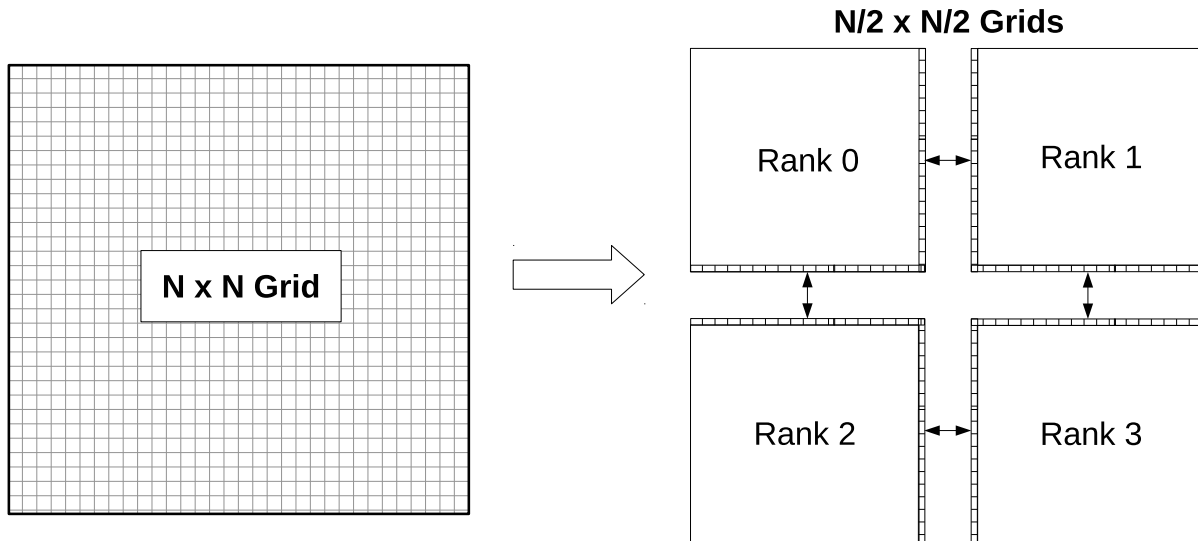 N/2 x N/2 Grids
N x N Grid
Rank 0
Rank 1
Rank 2
Rank 3